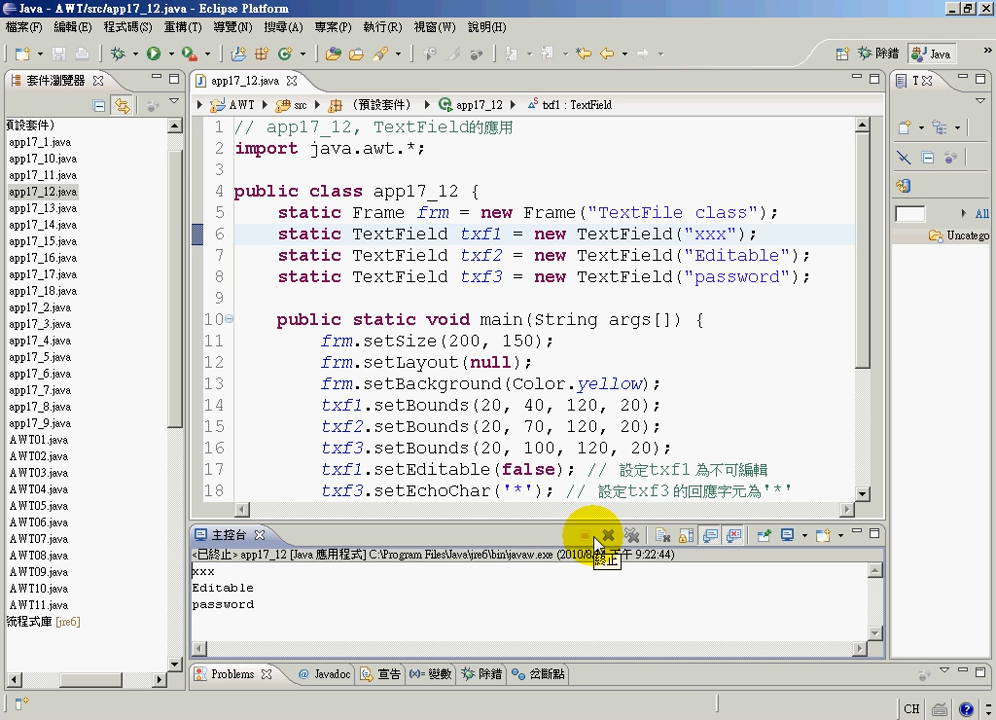 Java - AWT/src/app17_12.java - Eclipse Platform
檔案(F) 編輯(E) 程式碼(S) 重構(T) 導覽(N) 搜尋(A) 專案(P) 執行(R) 視窗(W) 說明(H)
除錯 Java
套件瀏覽器
預設套件)
app17_1.java
app17_10.java
app17_11.java
app17_12.java
app17_13.java
app17_14.java
app17_15.java
app17_16.java
app17_17.java
app17_18.java
app17_2.java
app17_3.java
app17_4.java
app17_5.java
app17_6.java
app17_7.java
app17_8.java
app17_9.java
AWT01.java
AWT02.java
AWT03.java
AWT04.java
AWT05.java
AWT06.java
AWT07.java
AWT08.java
AWT09.java
AWT10.java
AWT11.java
統程式庫 [jre6]
app17_12.java
AWT src (預設套件) app17_12 txf1 : TextField
1 // app17_12, TextField的應用
2 import java.awt.*;
3
4 public class app17_12 {
5 static Frame frm = new Frame("TextFile class");
6 static TextField txf1 = new TextField("xxx");
7 static TextField txf2 = new TextField("Editable");
8 static TextField txf3 = new TextField("password");
9
10 public static void main(String args[]) {
11 frm.setSize(200, 150);
12 frm.setLayout(null);
13 frm.setBackground(Color.yellow);
14 txf1.setBounds(20, 40, 120, 20);
15 txf2.setBounds(20, 70, 120, 20);
16 txf3.setBounds(20, 100, 120, 20);
17 txf1.setEditable(false); // 設定txf1為不可編輯
18 txf3.setEchoChar('*'); // 設定txf3的回應字元為'*'
主控台
<已終止> app17_12 [Java 應用程式] C:\Program Files\Java\jre6\bin\javaw.exe (2010/8/ 午 9:22:44)
終止
xxx
Editable
password
Problems @ Javadoc 宣告 (x)= 變數 除錯 岔斷點
T
All
Uncatego
CH